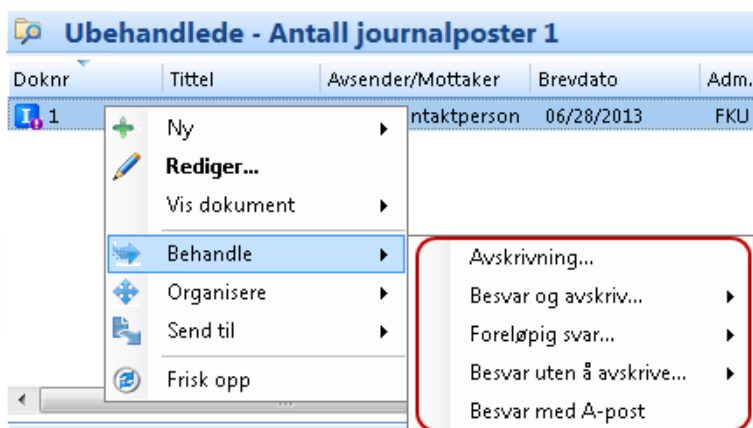 Ubehandlede - Antall journalposter 1
Doknr Tittel Avsender/Mottaker Brevdato Adm.
I 1 ntaktperson 06/28/2013 FKU
Ny
Rediger...
Vis dokument
Behandle
Avskrivning...
Organisere
Besvar og avskriv...
Send til
Foreløpig svar...
Frisk opp
Besvar uten å avskrive...
Besvar med A-post